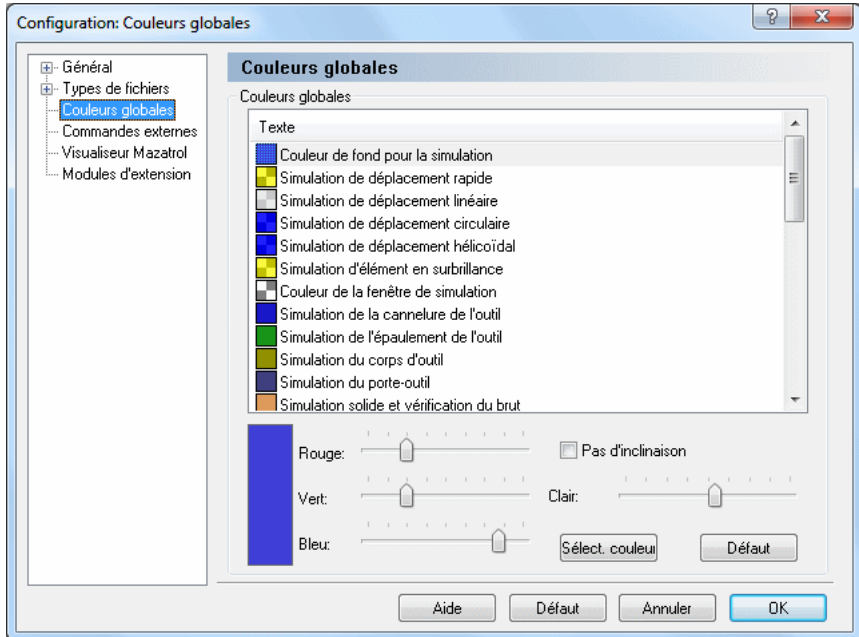 Configuration: Couleurs globales
Général
Types de fichiers
Couleurs globales
Commandes externes
Visualiseur Mazatrol
Modules d'extension
Couleurs globales
Couleurs globales
Texte
Couleur de fond pour la simulation
Simulation de déplacement rapide
Simulation de déplacement linéaire
Simulation de déplacement circulaire
Simulation de déplacement hélicoïdal
Simulation d'élément en surbrillance
Couleur de la fenêtre de simulation
Simulation de la cannelure de l'outil
Simulation de l'épaulement de l'outil
Simulation du corps d'outil
Simulation du porte-outil
Simulation solide et vérification du brut
Rouge:
Pas d'inclinaison
Vert:
Clair:
Bleu:
Sélect. couleur
Défaut
Aide
Défaut
Annuler
OK